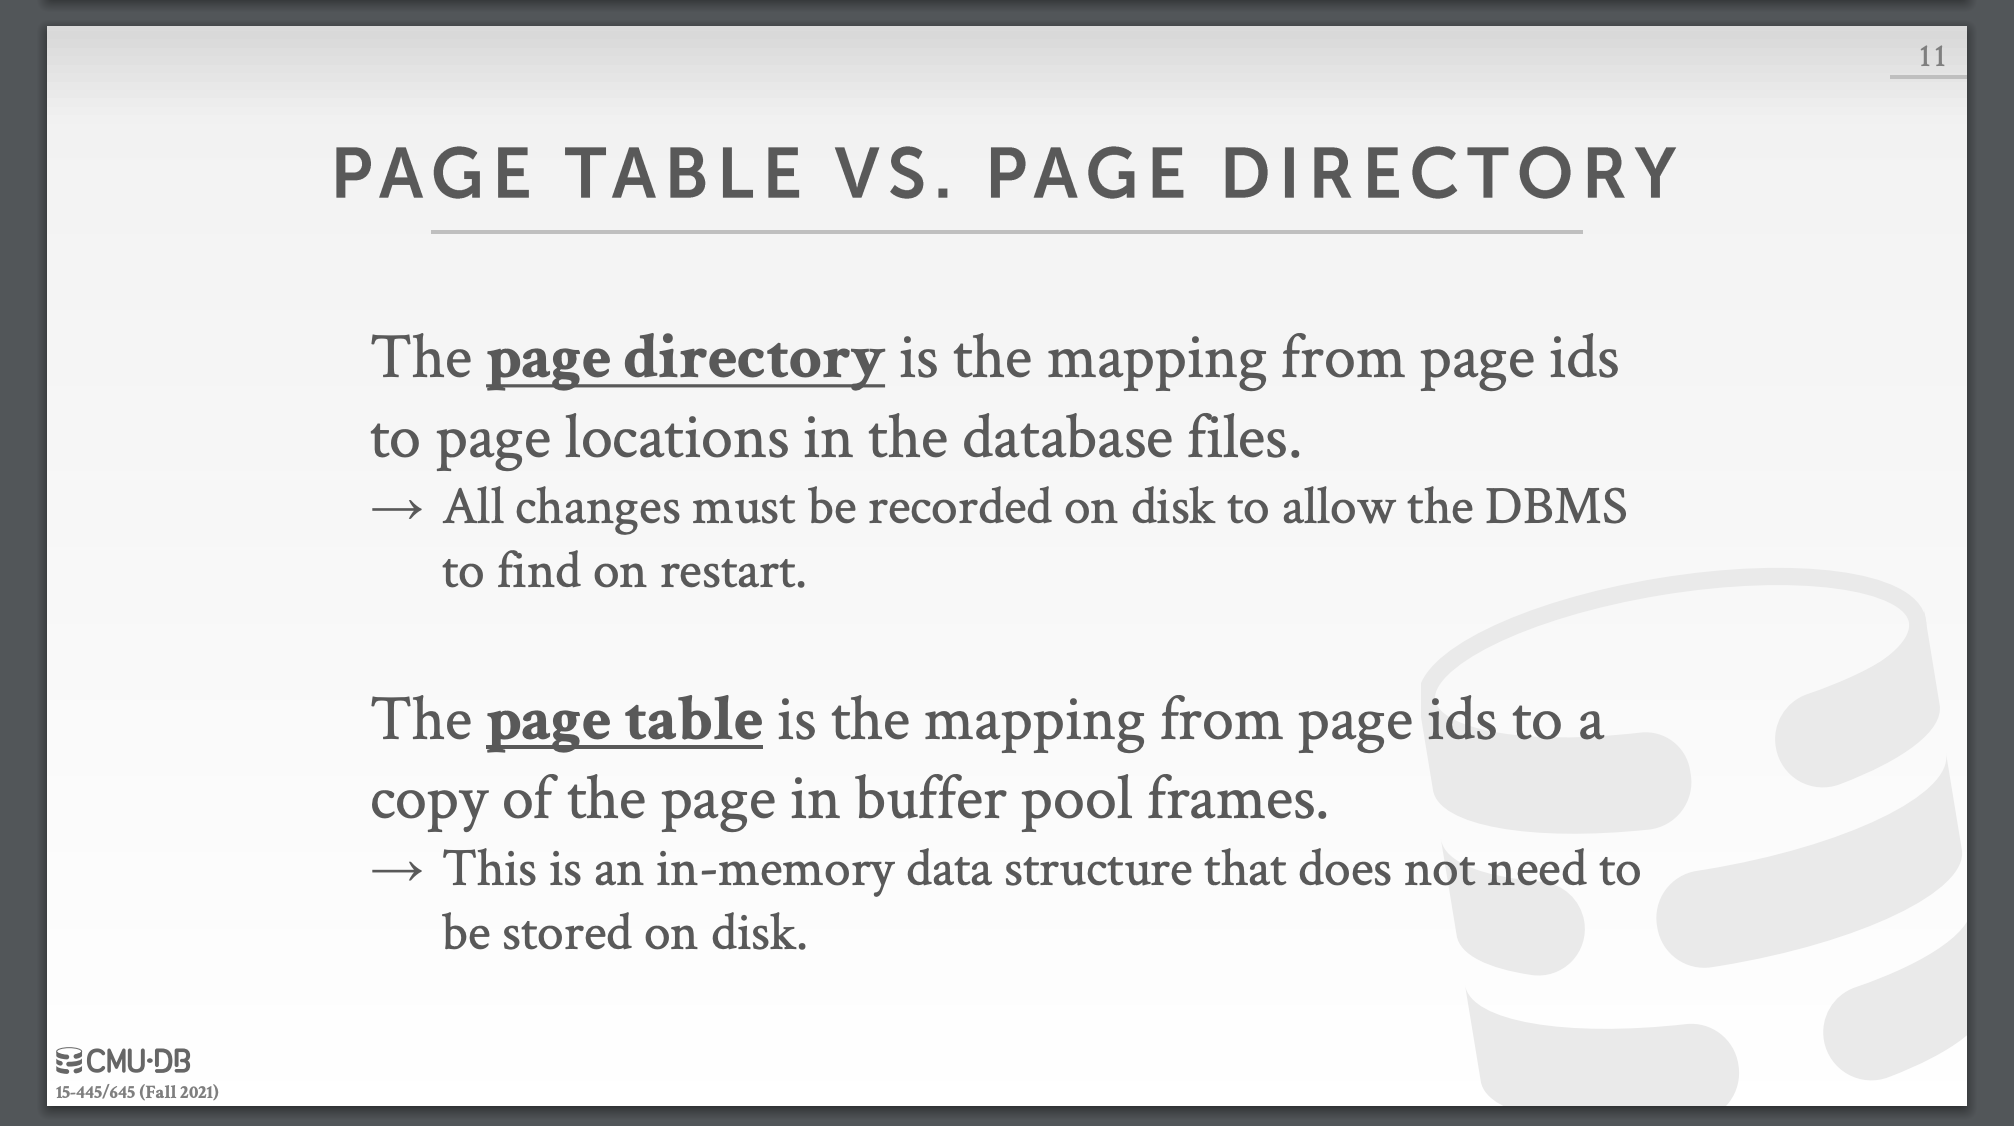 11
PAGE TABLE VS. PAGE DIRECTORY
The page directory is the mapping from page ids
to page locations in the database files.
→ All changes must be recorded on disk to allow the DBMS
to find on restart.
The page table is the mapping from page ids to a
copy of the page in buffer pool frames.
→ This is an in-memory data structure that does not need to
be stored on disk.
CMU·DB
15-445/645 (Fall 2021)